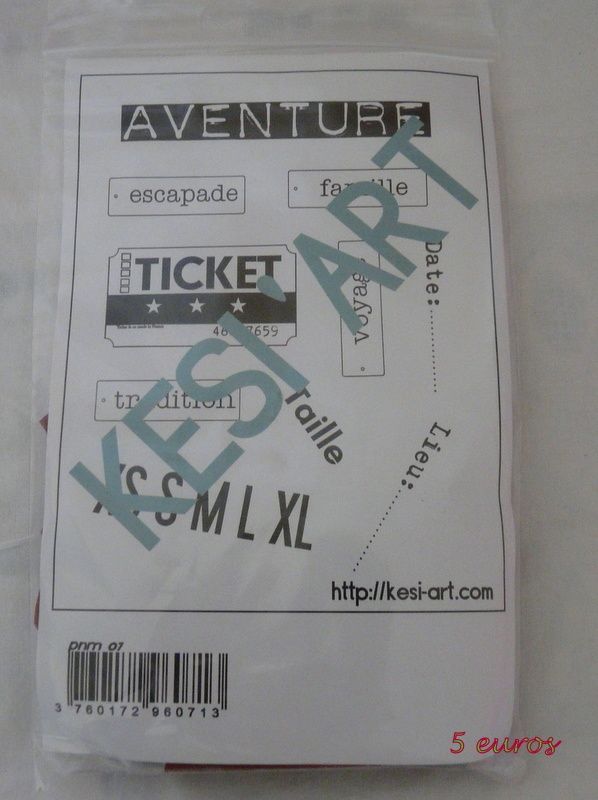 AVENTURE
escapade
famille
TICKET
voyage
Date:
tradition
Taille
Lieu:
XS S M L XL
KESI'ART
http://kesi-art.com
pnm 07
3 760172 960713
5 euros